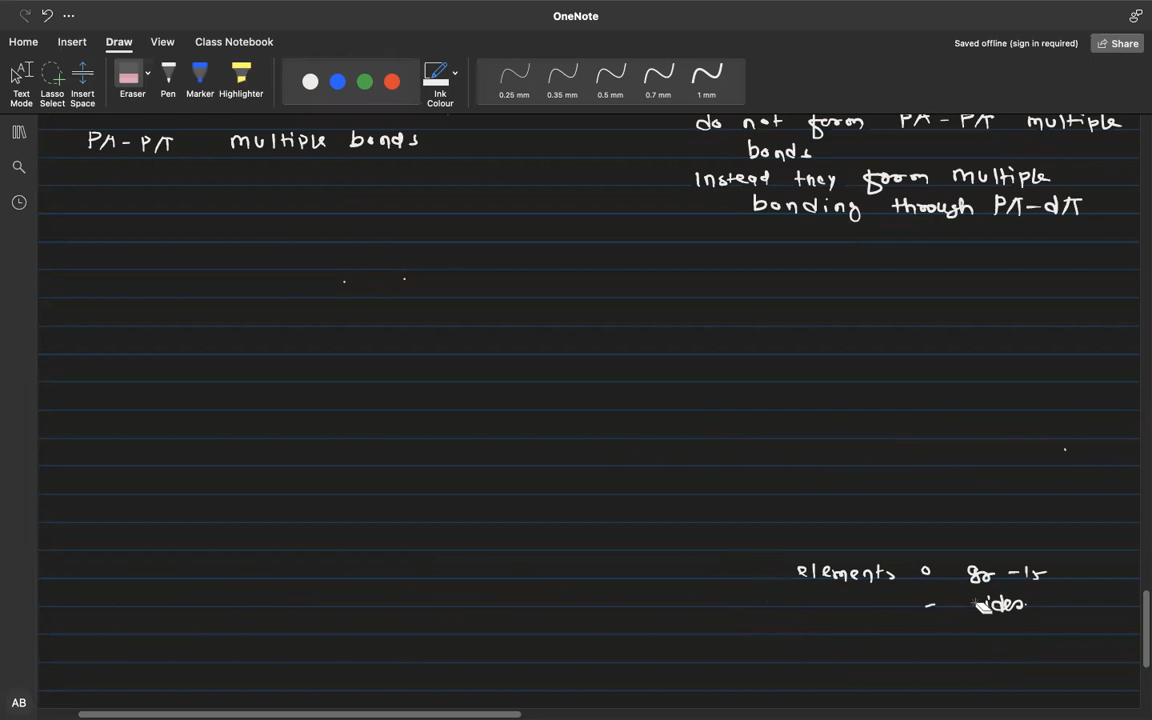 OneNote
Home Insert Draw View Class Notebook
Saved offline (sign in required) Share
Text Mode
Lasso Select
Insert Space
Eraser Pen Marker Highlighter
Ink Colour
0.25 mm 0.35 mm 0.5 mm 0.7 mm 1 mm
Pπ - Pπ multiple bonds
do not form Pπ - Pπ multiple
bonds
Instead they form multiple
bonding through Pπ-dπ
elements o gr -15
- ides.
AB